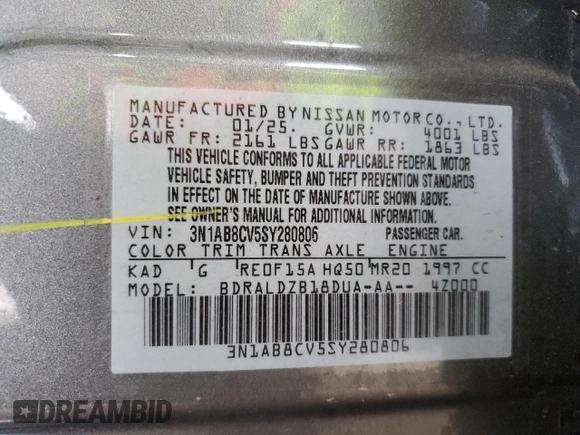 MANUFACTURED BY NISSAN MOTOR CO., LTD.
DATE: 01/25. GVWR: 4001 LBS
GAWR FR: 2161 LBS GAWR RR: 1863 LBS
THIS VEHICLE CONFORMS TO ALL APPLICABLE FEDERAL MOTOR
VEHICLE SAFETY, BUMPER AND THEFT PREVENTION STANDARDS
IN EFFECT ON THE DATE OF MANUFACTURE SHOWN ABOVE.
SEE OWNER'S MANUAL FOR ADDITIONAL INFORMATION.
VIN: 3N1AB8CV5SY280806 PASSENGER CAR.
COLOR TRIM TRANS AXLE ENGINE
KAD G RE0F15A HQ50 MR20 1997 CC
MODEL: BDRALDZB18DUA-AA-- 4Z000
3N1AB8CV5SY280806
DREAMBID